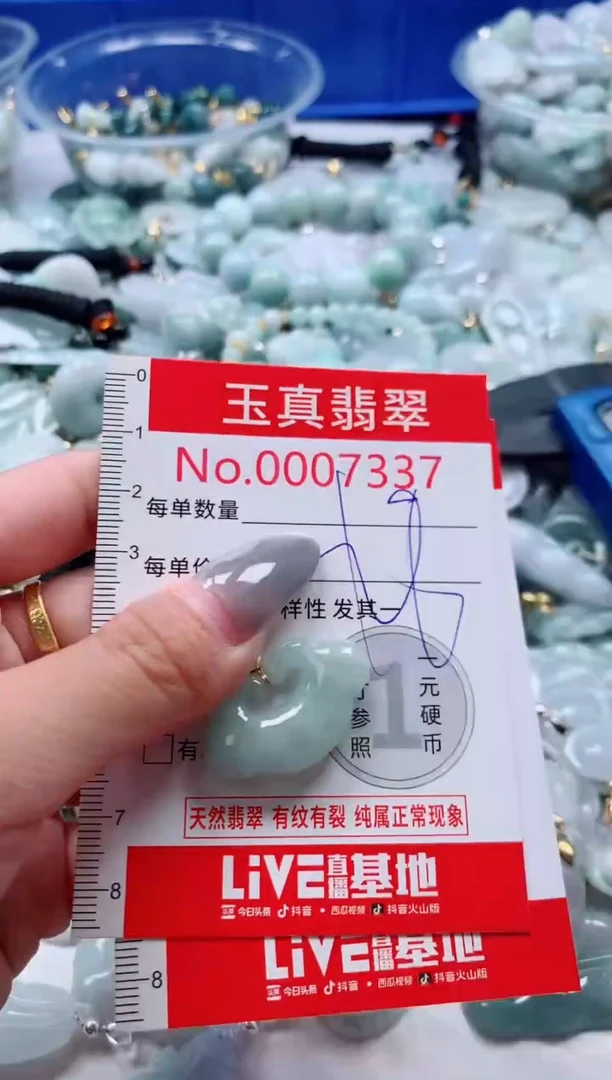 0
玉真翡翠
1
No.0007337
2
每单数量
3
每单价
样性 发其一
1
一元硬币
参照
有
7
天然翡翠 有纹有裂 纯属正常现象
8
LiVE直播基地
头条 今日头条 抖音 · 西瓜视频 抖音火山版
LiVE直播基地
8
今日头条 抖音 · 西瓜视频 抖音火山版